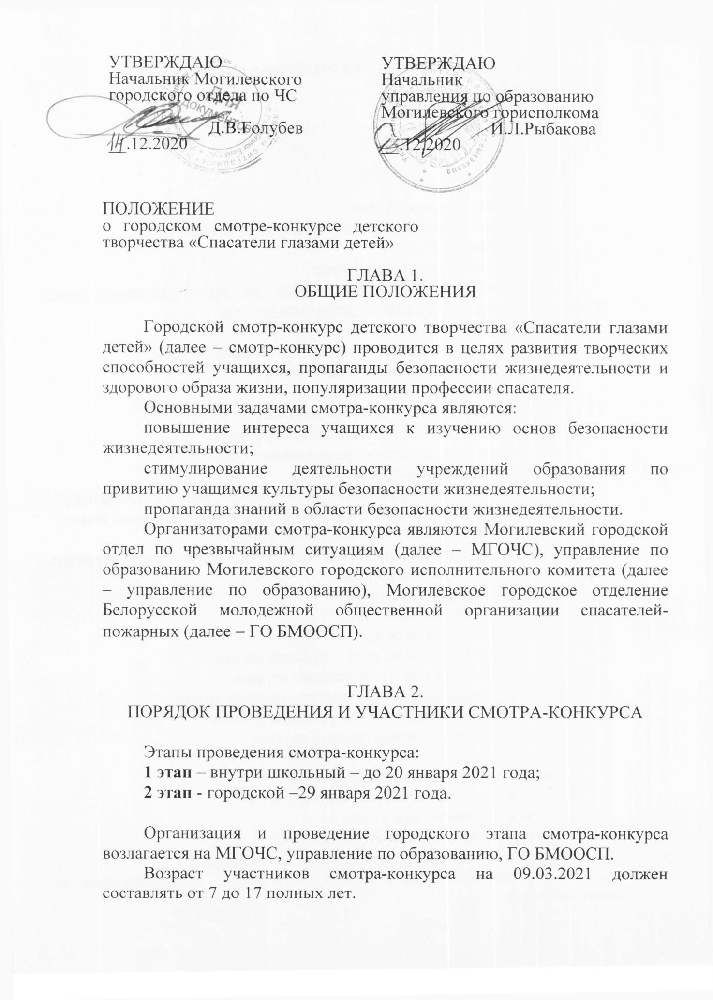 УТВЕРЖДАЮ
Начальник Могилевского
городского отдела по ЧС
Д.В.Голубев
14.12.2020
Для
документов
УТВЕРЖДАЮ
Начальник
управления по образованию
Могилевского горисполкома
И.Л.Рыбакова
15.12.2020
ПОЛОЖЕНИЕ
о городском смотре-конкурсе детского
творчества «Спасатели глазами детей»
ГЛАВА 1.
ОБЩИЕ ПОЛОЖЕНИЯ
Городской смотр-конкурс детского творчества «Спасатели глазами
детей» (далее – смотр-конкурс) проводится в целях развития творческих
способностей учащихся, пропаганды безопасности жизнедеятельности и
здорового образа жизни, популяризации профессии спасателя.
Основными задачами смотра-конкурса являются:
повышение интереса учащихся к изучению основ безопасности
жизнедеятельности;
стимулирование деятельности учреждений образования по
привитию учащимся культуры безопасности жизнедеятельности;
пропаганда знаний в области безопасности жизнедеятельности.
Организаторами смотра-конкурса являются Могилевский городской
отдел по чрезвычайным ситуациям (далее – МГОЧС), управление по
образованию Могилевского городского исполнительного комитета (далее
– управление по образованию), Могилевское городское отделение
Белорусской молодежной общественной организации спасателей-
пожарных (далее – ГО БМООСП).
ГЛАВА 2.
ПОРЯДОК ПРОВЕДЕНИЯ И УЧАСТНИКИ СМОТРА-КОНКУРСА
Этапы проведения смотра-конкурса:
1 этап – внутри школьный – до 20 января 2021 года;
2 этап - городской –29 января 2021 года.
Организация и проведение городского этапа смотра-конкурса
возлагается на МГОЧС, управление по образованию, ГО БМООСП.
Возраст участников смотра-конкурса на 09.03.2021 должен
составлять от 7 до 17 полных лет.